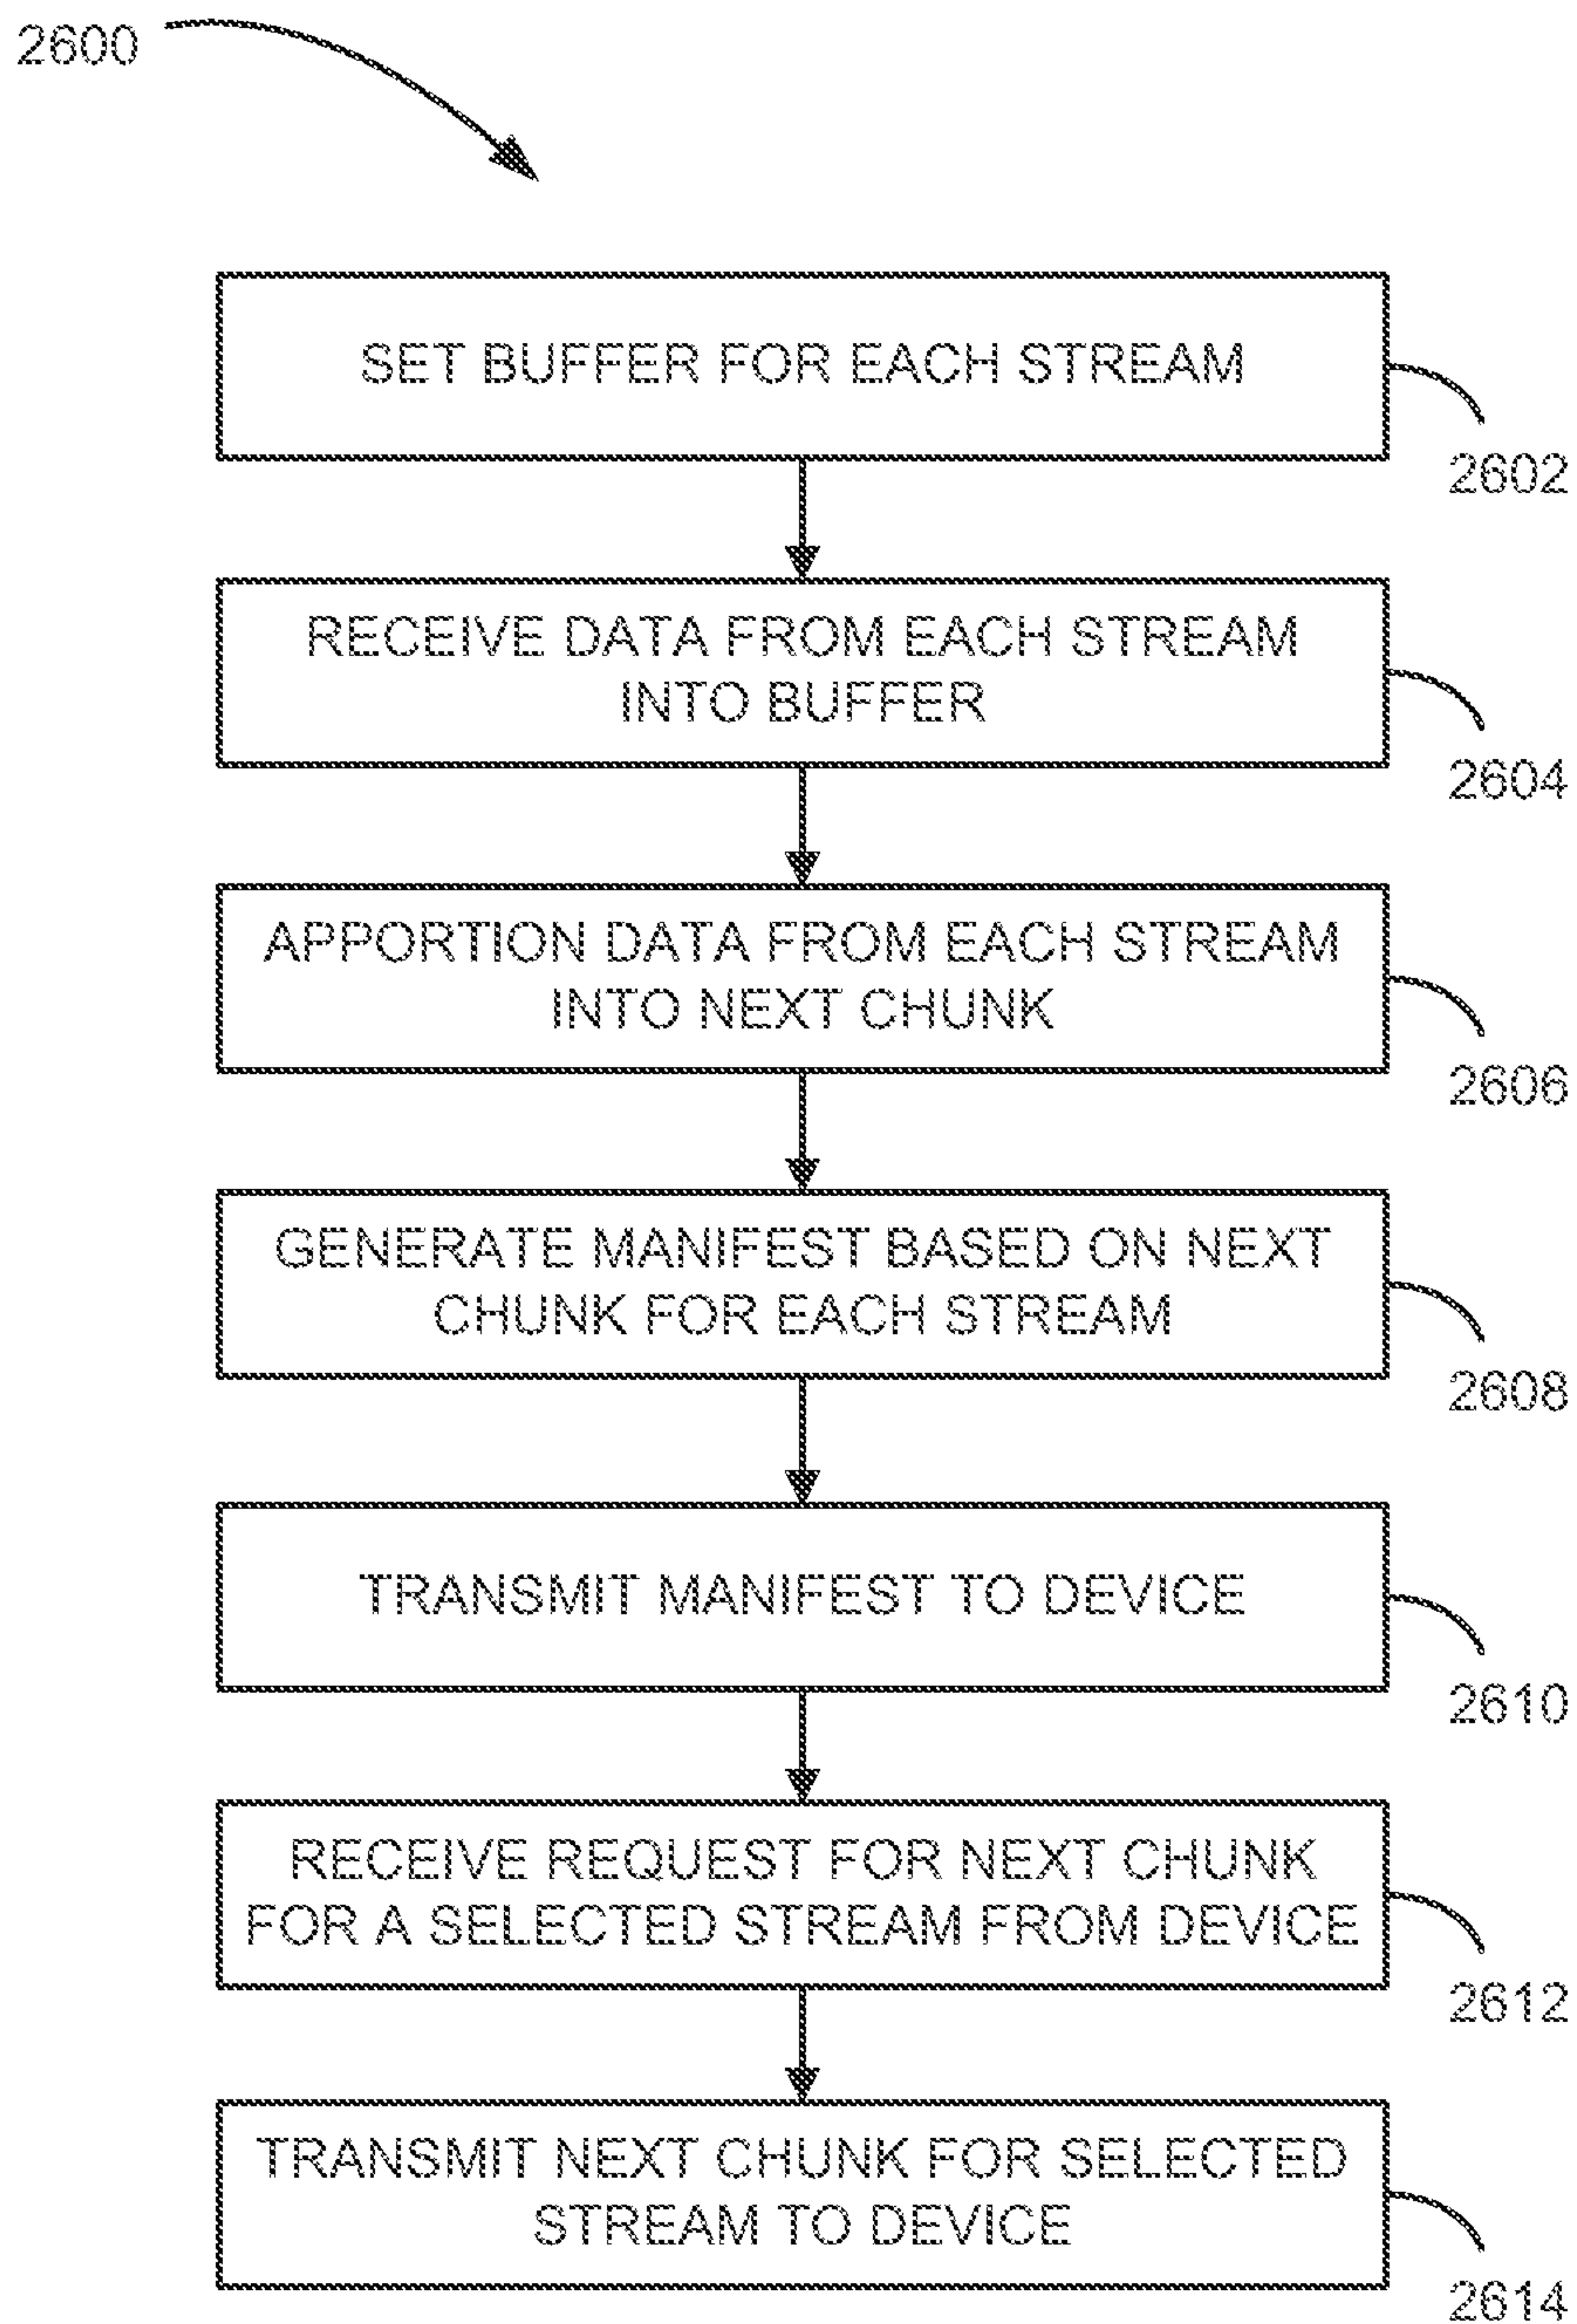 2600
SET BUFFER FOR EACH STREAM
2602
RECEIVE DATA FROM EACH STREAM
INTO BUFFER
2604
APPORTION DATA FROM EACH STREAM
INTO NEXT CHUNK
2606
GENERATE MANIFEST BASED ON NEXT
CHUNK FOR EACH STREAM
2608
TRANSMIT MANIFEST TO DEVICE
2610
RECEIVE REQUEST FOR NEXT CHUNK
FOR A SELECTED STREAM FROM DEVICE
2612
TRANSMIT NEXT CHUNK FOR SELECTED
STREAM TO DEVICE
2614